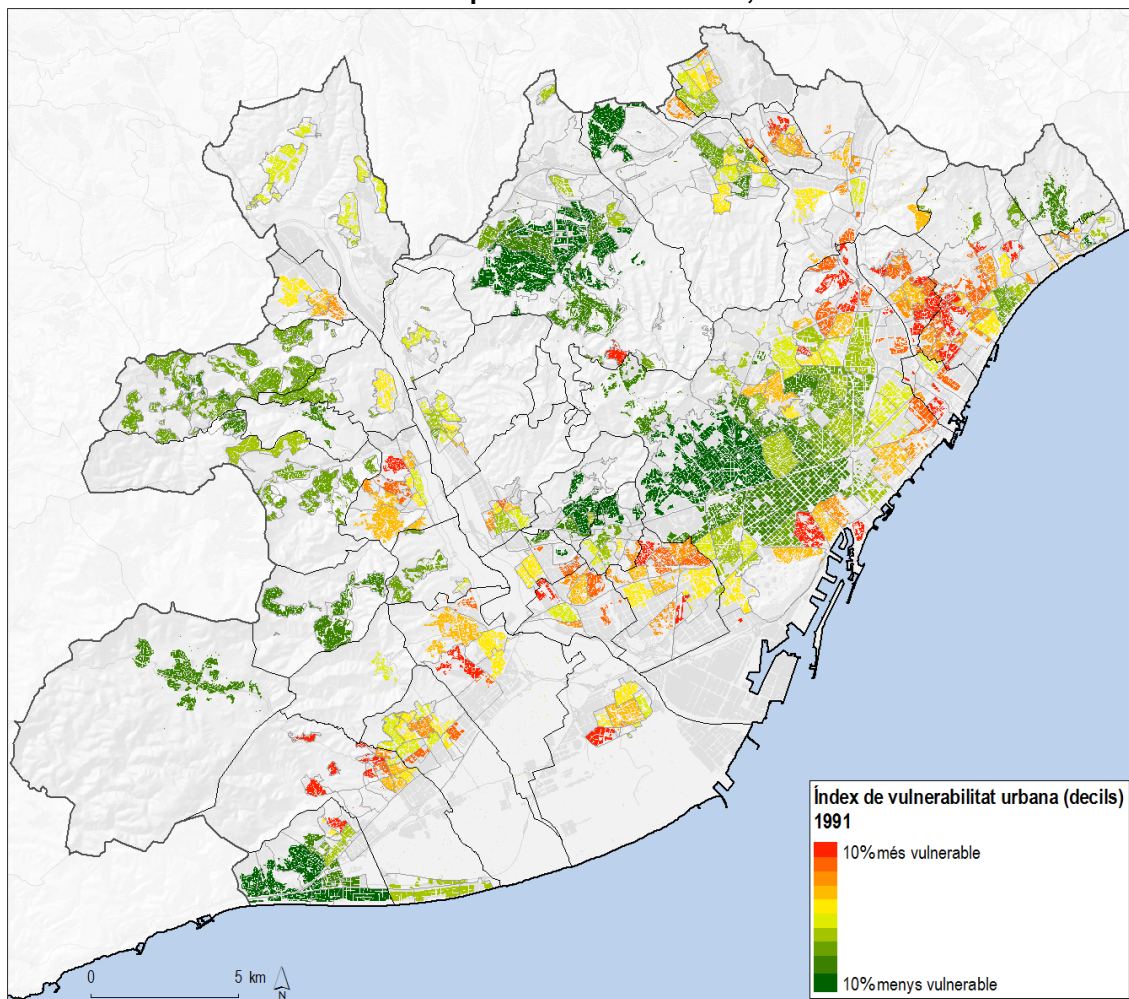 Índex de vulnerabilitat urbana (decils)
1991
10% més vulnerable
10% menys vulnerable
0 5 km
N